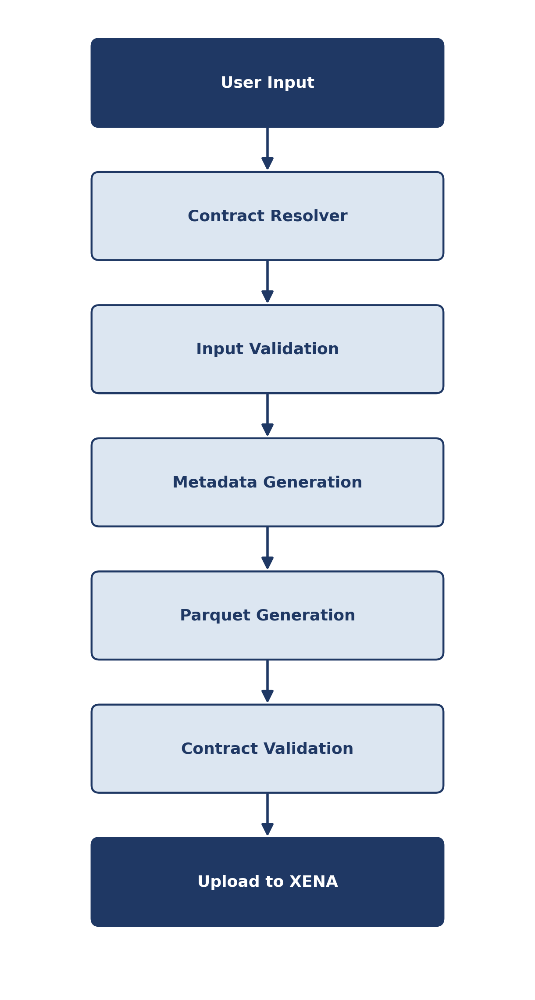 User Input
Contract Resolver
Input Validation
Metadata Generation
Parquet Generation
Contract Validation
Upload to XENA